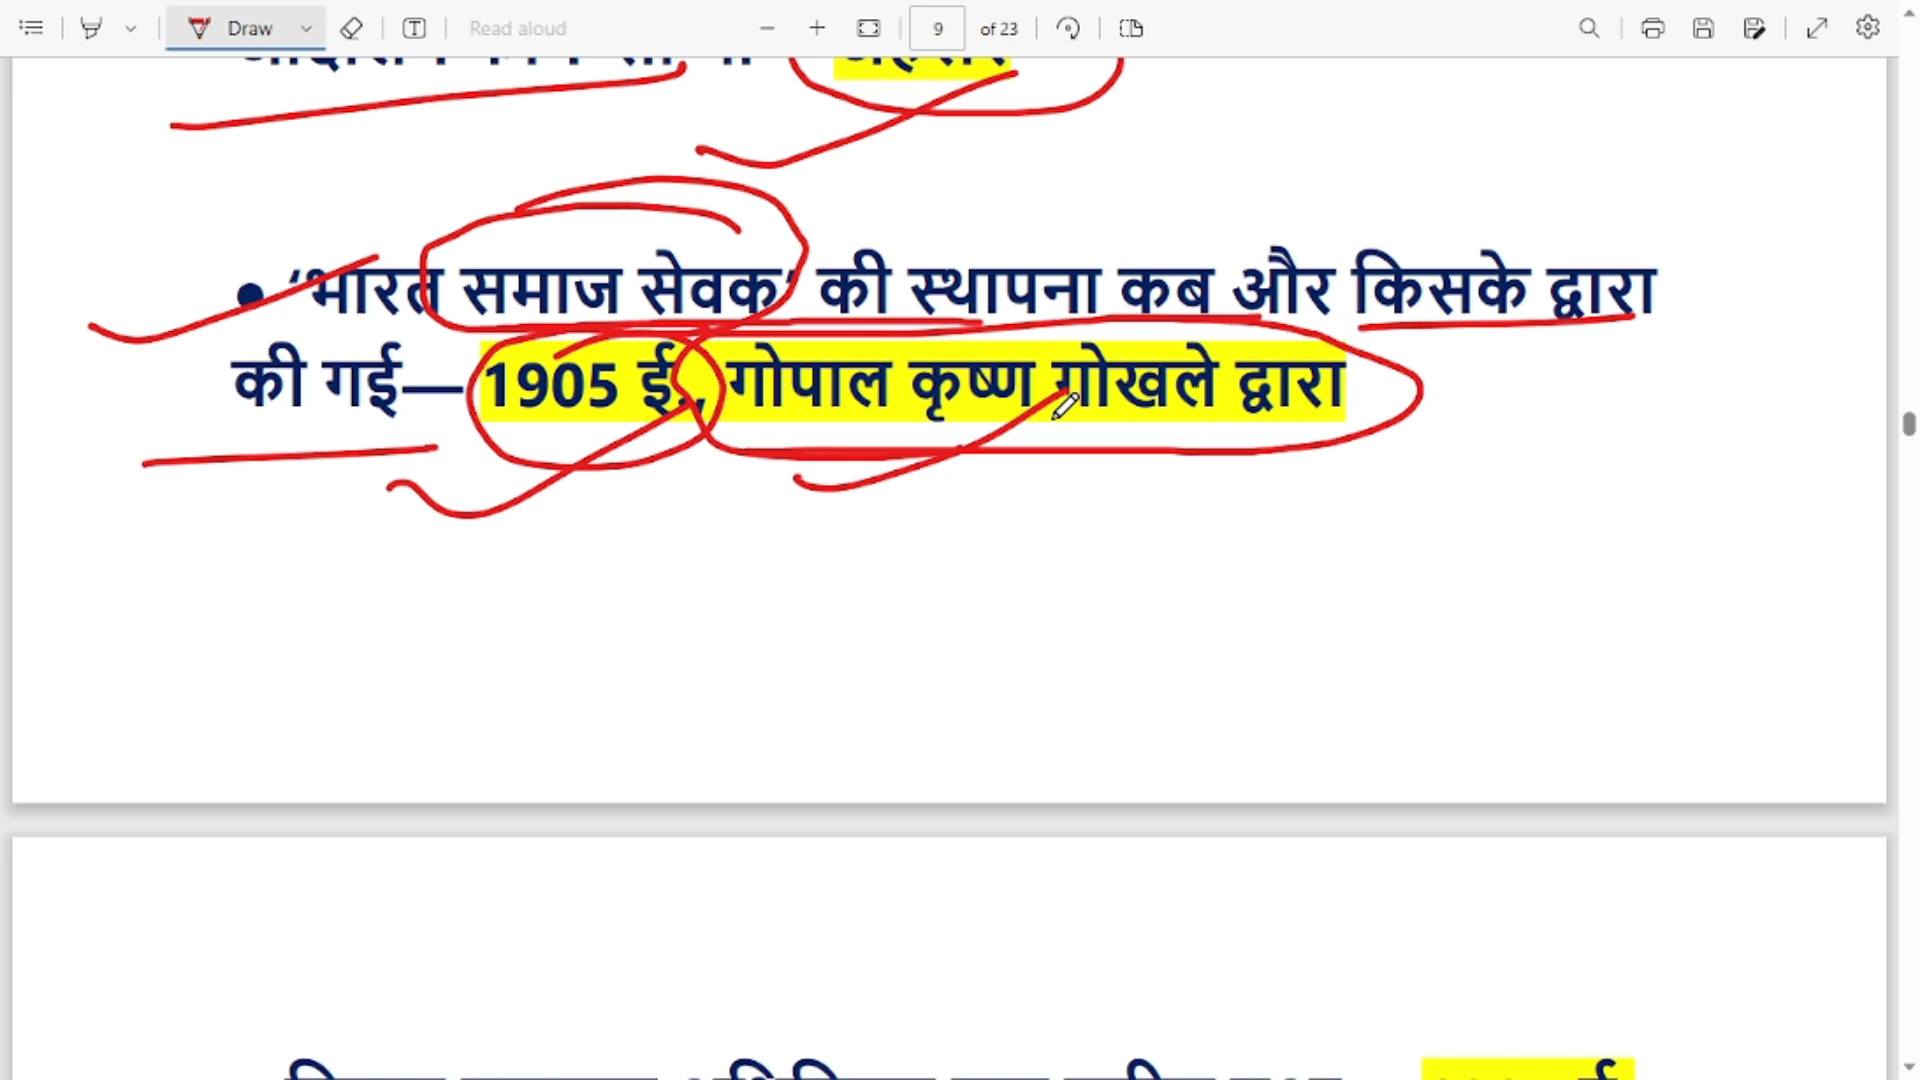 Draw
Read aloud
9 of 23
• ‘भारत समाज सेवक’ की स्थापना कब और किसके द्वारा
की गई— 1905 ई., गोपाल कृष्ण गोखले द्वारा